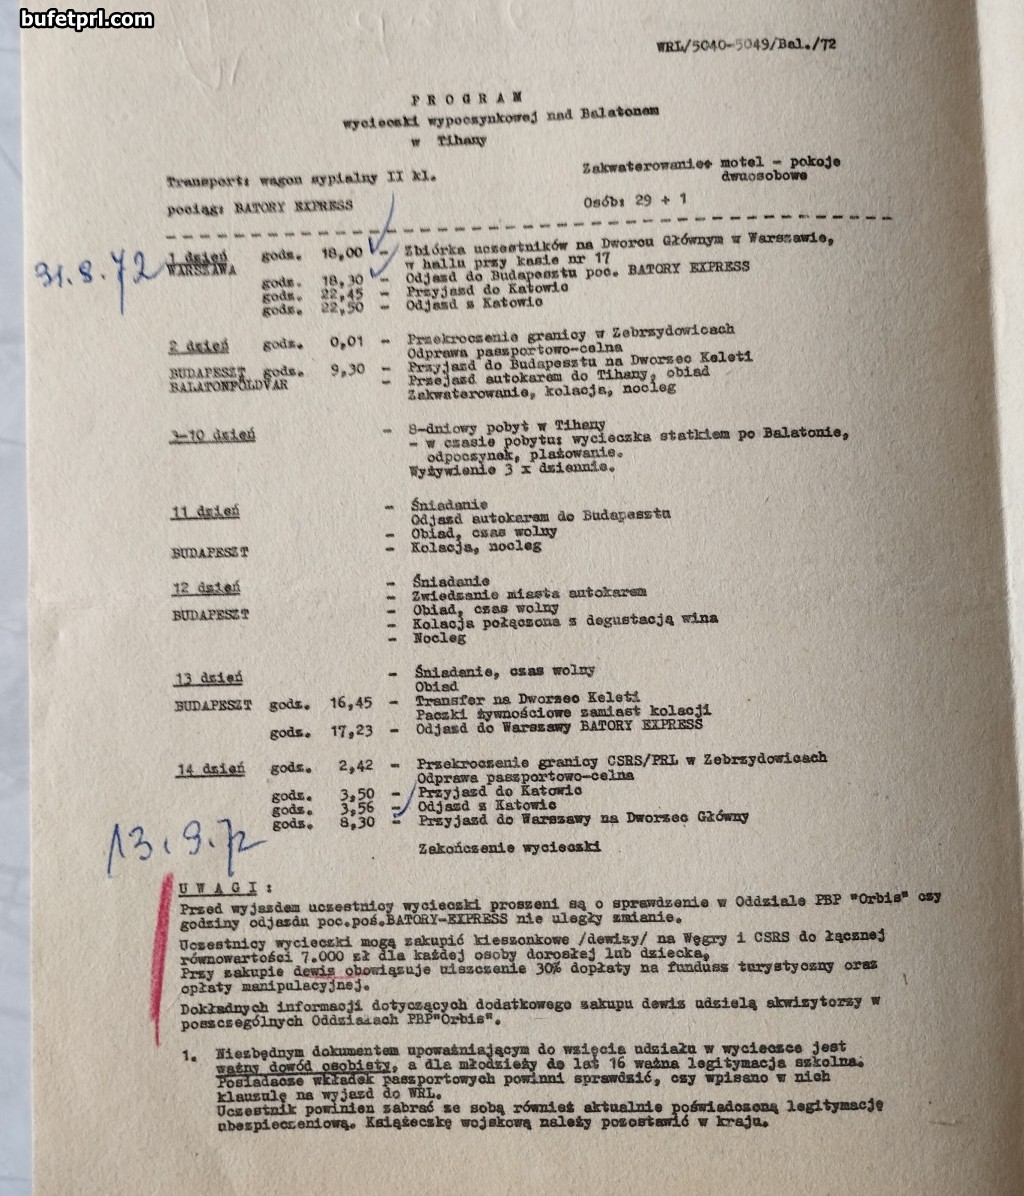 bufetprl.com
WRL/5040-5049/Bal./72
P R O G R A M
wycieczki wypoczynkowej nad Balatonem
w Tihany
Transport: wagon sypialny II kl.
pociąg: BATORY EXPRESS
Zakwaterowanie: motel - pokoje
dwuosobowe
Osób: 29 + 1
31.8.72
1 dzień godz. 18,00 - Zbiórka uczestników na Dworcu Głównym w Warszawie,
WARSZAWA w hallu przy kasie nr 17
godz. 18,30 - Odjazd do Budapesztu poc. BATORY EXPRESS
godz. 22,45 - Przyjazd do Katowic
godz. 22,50 - Odjazd z Katowic
2 dzień godz. 0,01 - Przekroczenie granicy w Zebrzydowicach
Odprawa paszportowo-celna
BUDAPESZT godz. 9,30 - Przyjazd do Budapesztu na Dworzec Keleti
BALATONFÖLDVAR - Przejazd autokarem do Tihany, obiad
Zakwaterowanie, kolacja, nocleg
3-10 dzień - 8-dniowy pobyt w Tihany
- w czasie pobytu: wycieczka statkiem po Balatonie,
odpoczynek, plażowanie.
Wyżywienie 3 x dziennie.
11 dzień - Śniadanie
Odjazd autokarem do Budapesztu
- Obiad, czas wolny
BUDAPESZT - Kolacja, nocleg
12 dzień - Śniadanie
- Zwiedzanie miasta autokarem
BUDAPESZT - Obiad, czas wolny
- Kolacja połączona z degustacją wina
- Nocleg
13 dzień - Śniadanie, czas wolny
Obiad
BUDAPESZT godz. 16,45 - Transfer na Dworzec Keleti
Paczki żywnościowe zamiast kolacji
godz. 17,23 - Odjazd do Warszawy BATORY EXPRESS
14 dzień godz. 2,42 - Przekroczenie granicy CSRS/PRL w Zebrzydowicach
Odprawa paszportowo-celna
godz. 3,50 - Przyjazd do Katowic
godz. 3,56 - Odjazd z Katowic
godz. 8,30 - Przyjazd do Warszawy na Dworzec Główny
13.9.72
Zakończenie wycieczki
U W A G I :
Przed wyjazdem uczestnicy wycieczki proszeni są o sprawdzenie w Oddziale PBP "Orbis" czy
godziny odjazdu poc.poś.BATORY-EXPRESS nie uległy zmianie.
Uczestnicy wycieczki mogą zakupić kieszonkowe /dewizy/ na Węgry i CSRS do łącznej
równowartości 7.000 zł dla każdej osoby dorosłej lub dziecka,
Przy zakupie dewiz obowiązuje uiszczenie 30% dopłaty na fundusz turystyczny oraz
opłaty manipulacyjnej.
Dokładnych informacji dotyczących dodatkowego zakupu dewiz udzielą akwizytorzy w
poszczególnych Oddziałach PBP"Orbis".
1. Niezbędnym dokumentem upoważniającym do wzięcia udziału w wycieczce jest
ważny dowód osobisty, a dla młodzieży do lat 16 ważna legitymacja szkolna.
Posiadacze wkładek paszportowych powinni sprawdzić, czy wpisano w nich
klauzulę na wyjazd do WRL.
Uczestnik powinien zabrać ze sobą również aktualnie poświadczoną legitymację
ubezpieczeniową. Książeczkę wojskową należy pozostawić w kraju.